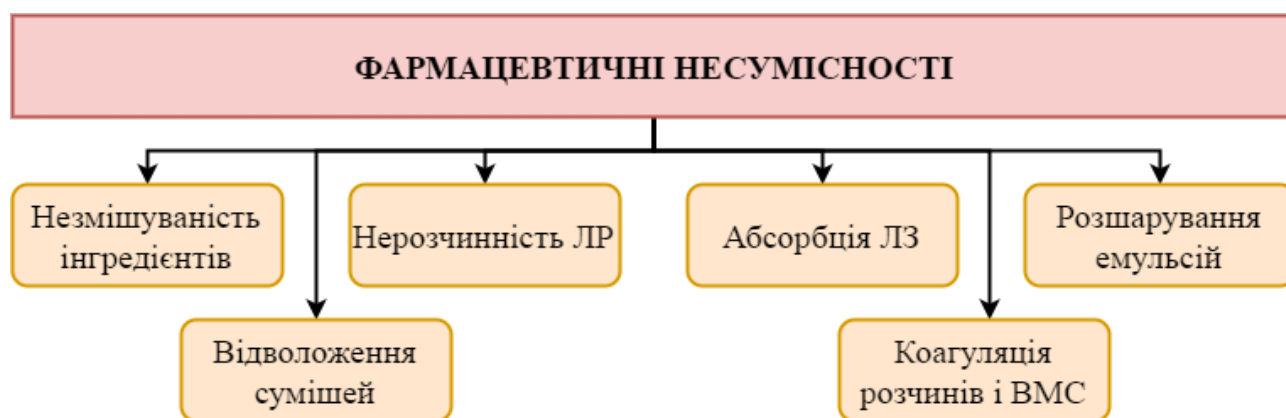 ФАРМАЦЕВТИЧНІ НЕСУМІСНОСТІ
Незмішуваність
інгредієнтів
Нерозчинність ЛР
Абсорбція ЛЗ
Розшарування
емульсій
Відволоження
сумішей
Коагуляція
розчинів і ВМС